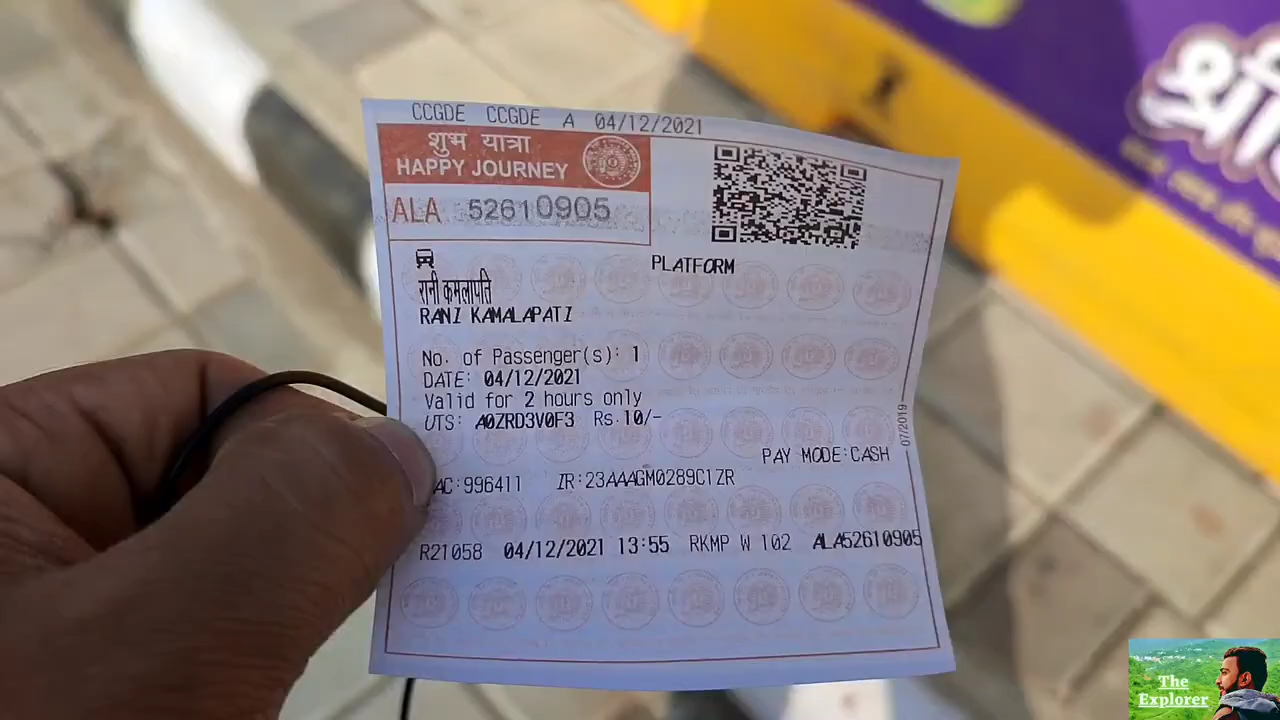 CCGDE CCGDE A 04/12/2021
शुभ यात्रा
HAPPY JOURNEY
ALA 52610905
PLATFORM
रानी कमलापति
RANI KAMALAPATI
No. of Passenger(s): 1
DATE: 04/12/2021
Valid for 2 hours only
UTS: A0ZRD3V0F3 Rs.10/-
07/2019
PAY MODE:CASH
AC:996411 IR:23AAAGM0289C1ZR
R21058 04/12/2021 13:55 RKMP W 102 ALA52610905
The
Explorer